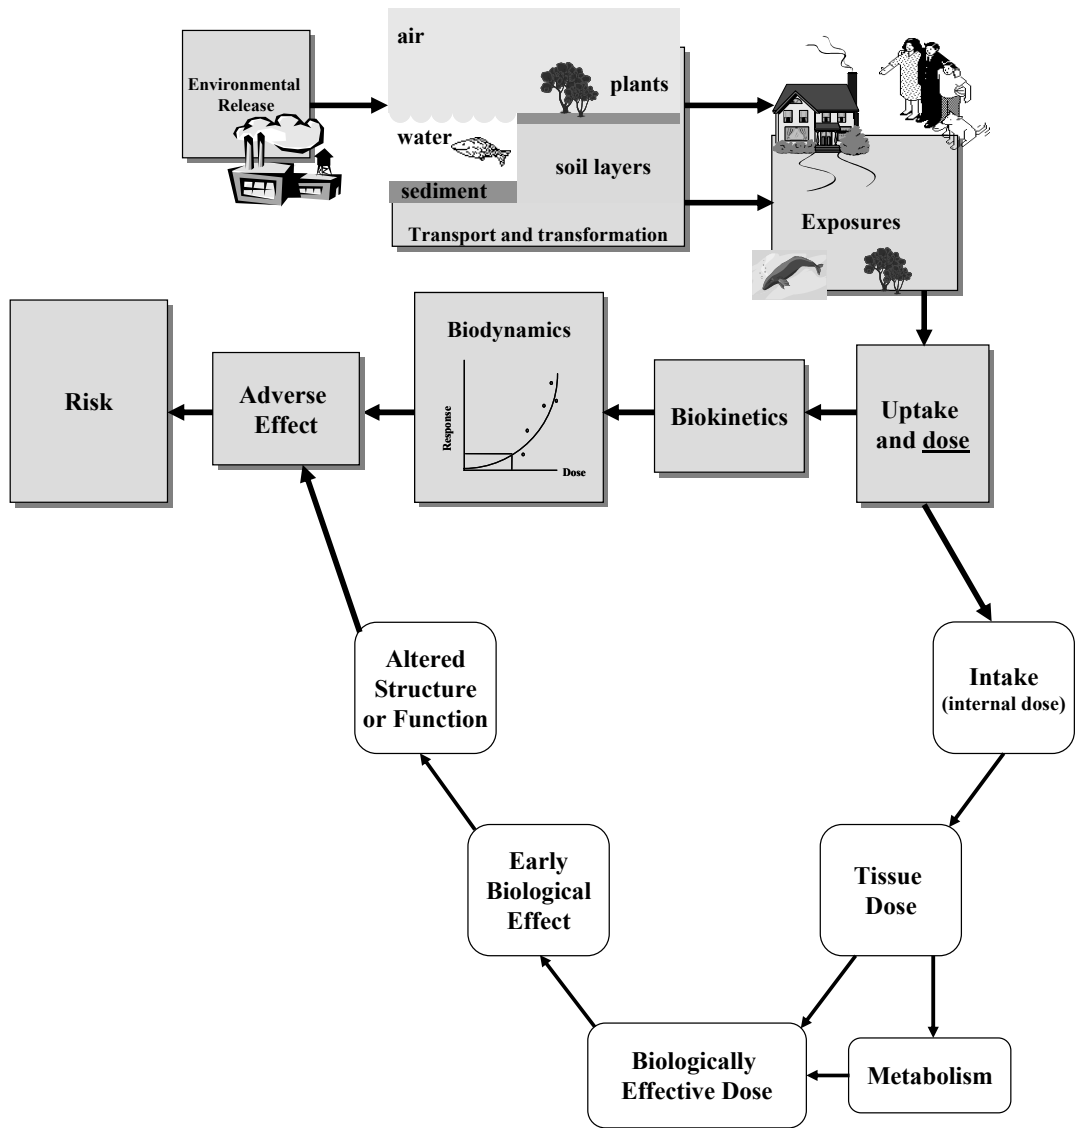 Environmental
Release
air
plants
water
soil layers
sediment
Transport and transformation
Exposures
Risk
Adverse
Effect
Biodynamics
Response
Dose
Biokinetics
Uptake
and dose
Altered
Structure
or Function
Intake
(internal dose)
Early
Biological
Effect
Tissue
Dose
Biologically
Effective Dose
Metabolism